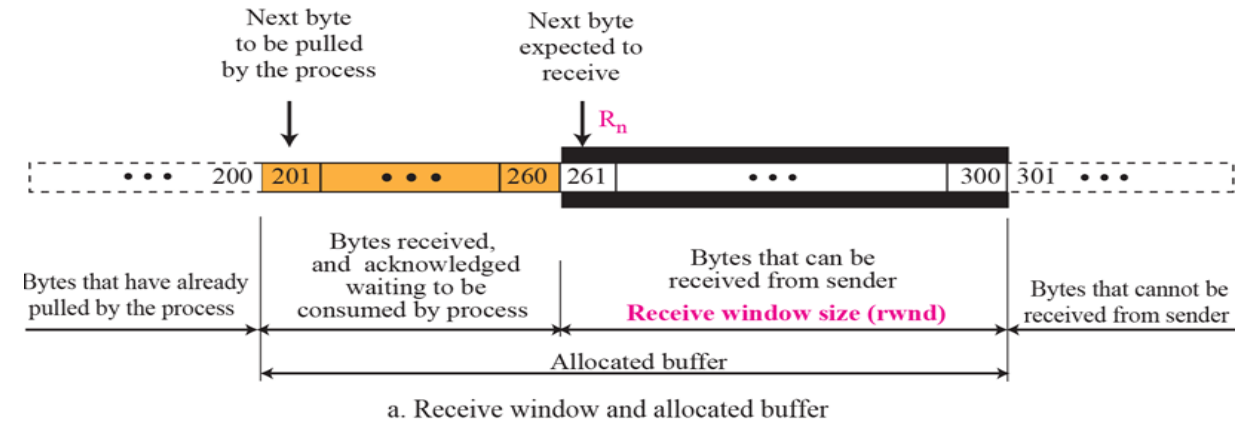 Next byte
to be pulled
by the process
Next byte
expected to
receive
Rn
• • • 200 201 • • • 260 261 • • • 300 301 • • •
Bytes that have already
pulled by the process
Bytes received,
and acknowledged
waiting to be
consumed by process
Bytes that can be
received from sender
Receive window size (rwnd)
Bytes that cannot be
received from sender
Allocated buffer
a. Receive window and allocated buffer